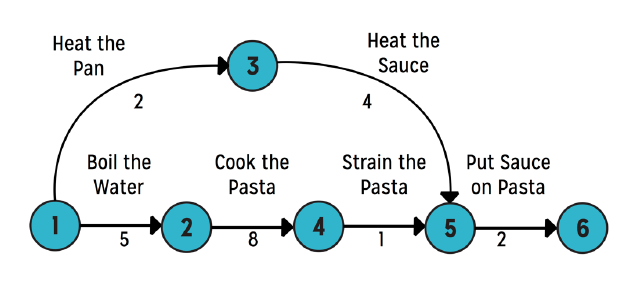 Heat the
Pan
Heat the
Sauce
3
2
4
Boil the
Water
Cook the
Pasta
Strain the
Pasta
Put Sauce
on Pasta
1
2
4
5
6
5
8
1
2